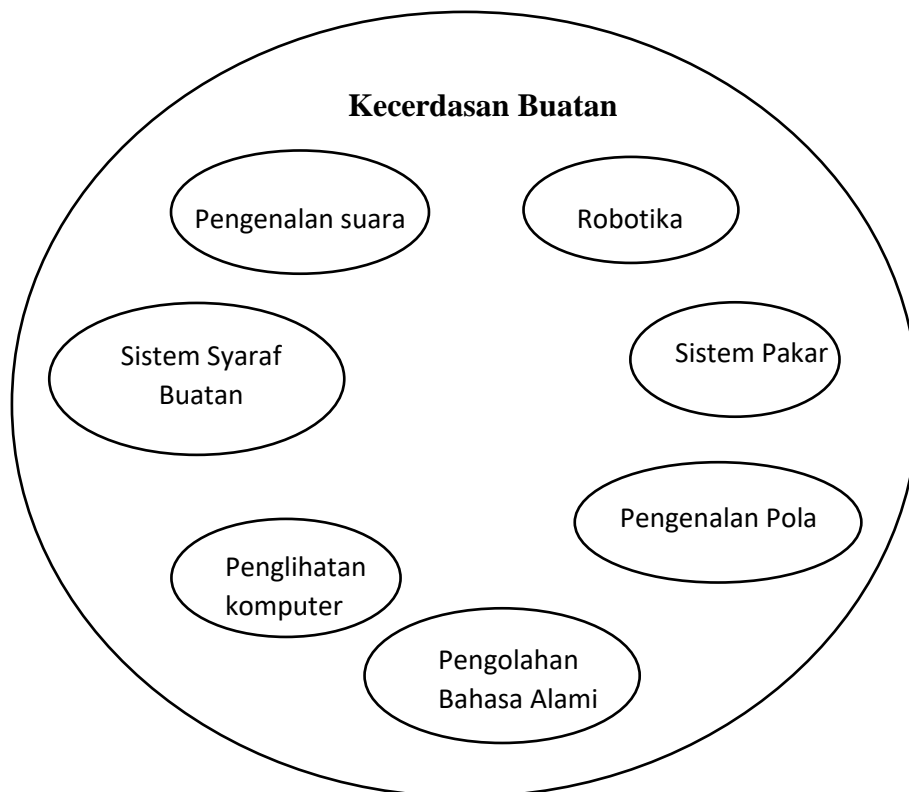 Kecerdasan Buatan
Pengenalan suara
Robotika
Sistem Syaraf
Buatan
Sistem Pakar
Pengenalan Pola
Penglihatan
komputer
Pengolahan
Bahasa Alami